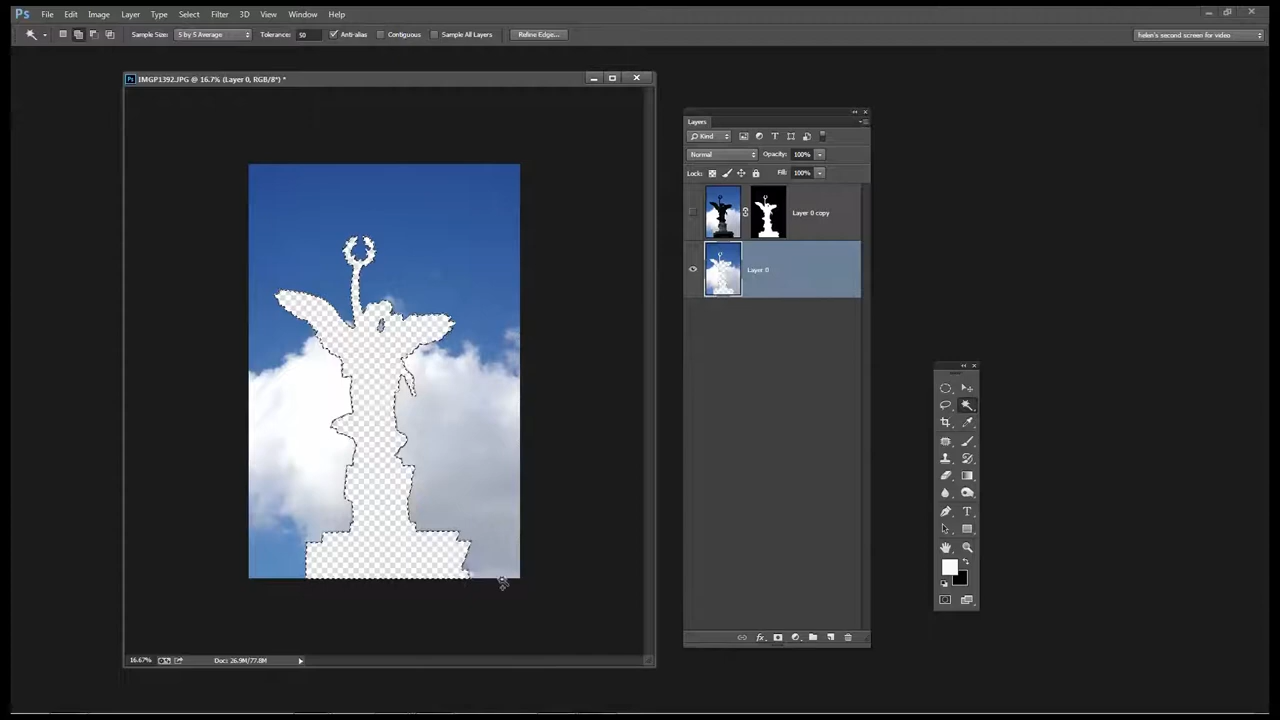 Ps File Edit Image Layer Type Select Filter 3D View Window Help
Sample Size: 5 by 5 Average Tolerance: 50 Anti-alias Contiguous Sample All Layers Refine Edge... helen's second screen for video
Ps IMGP1392.JPG @ 16.7% (Layer 0, RGB/8*) *
Layers
Kind
Normal Opacity: 100%
Lock: Fill: 100%
Layer 0 copy
Layer 0
T
fx
16.67% Doc: 26.9M/77.8M